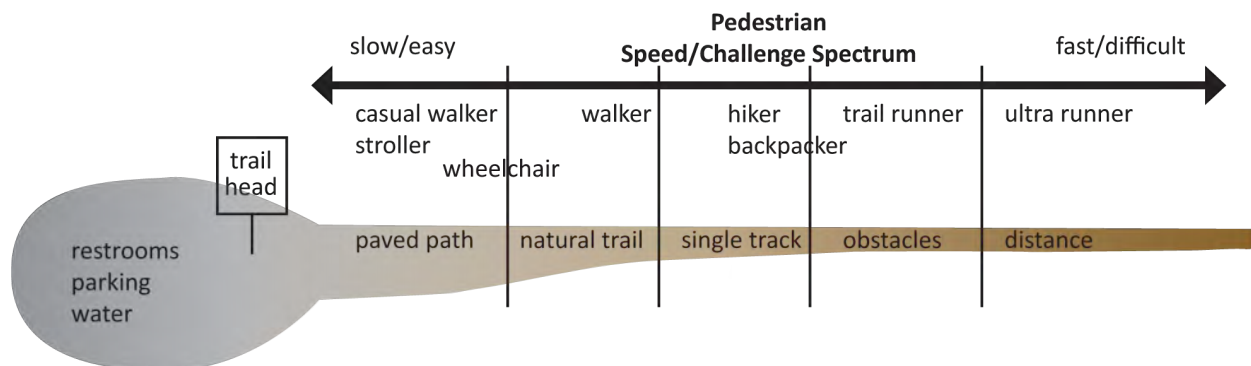 Pedestrian
Speed/Challenge Spectrum
slow/easy
fast/difficult
casual walker
stroller
wheelchair
walker
hiker
backpacker
trail runner
ultra runner
trail
head
restrooms
parking
water
paved path
natural trail
single track
obstacles
distance